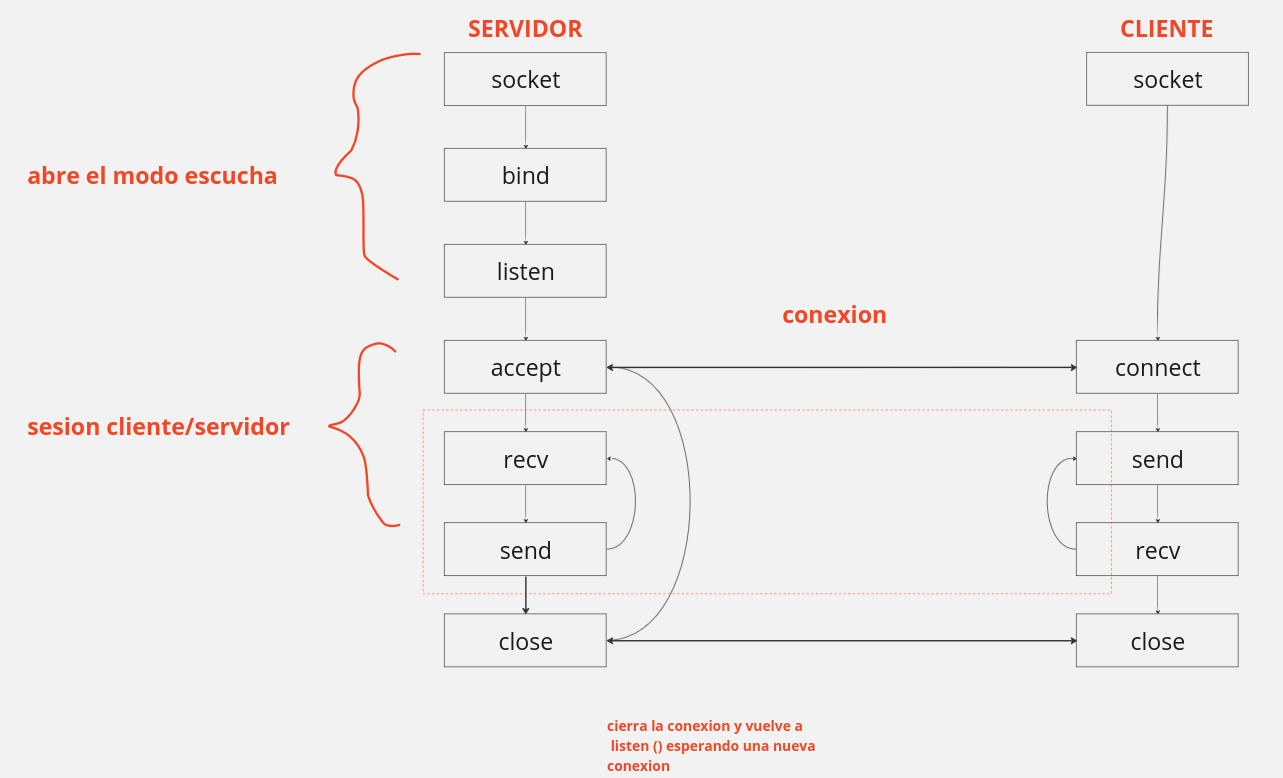 SERVIDOR
CLIENTE
socket
socket
abre el modo escucha
bind
listen
conexion
accept
connect
sesion cliente/servidor
recv
send
send
recv
close
close
cierra la conexion y vuelve a
listen () esperando una nueva
conexion